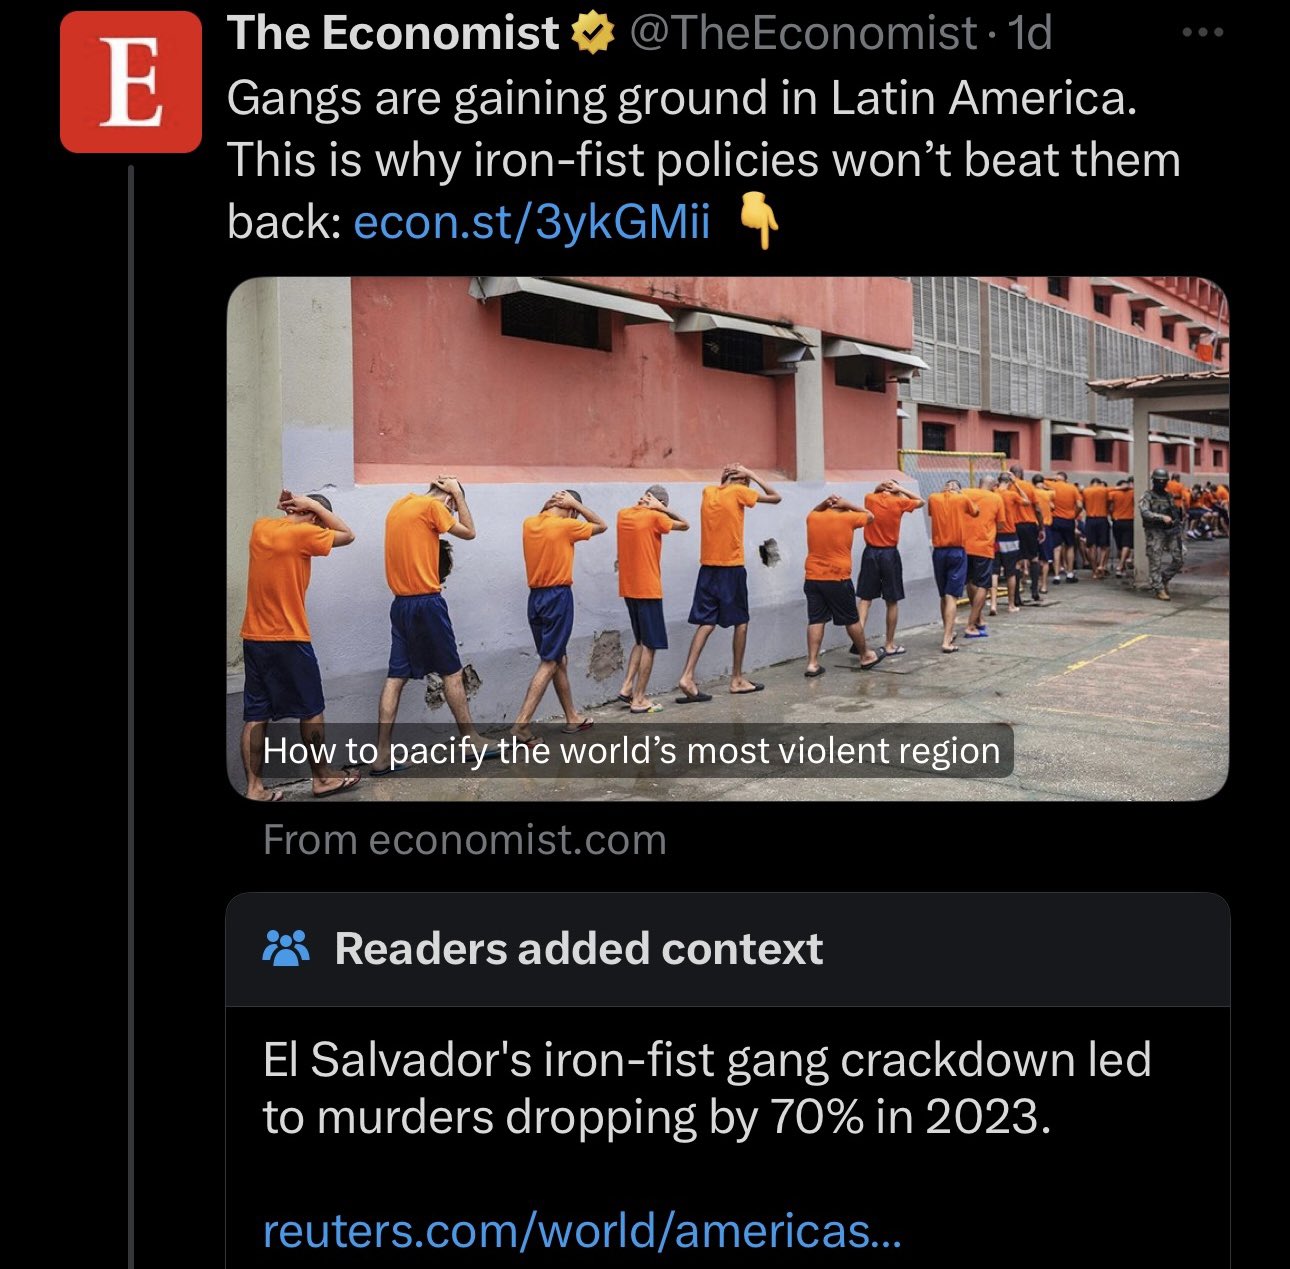 E
The Economist @TheEconomist · 1d
Gangs are gaining ground in Latin America.
This is why iron-fist policies won’t beat them
back: econ.st/3ykGMii 👇
How to pacify the world’s most violent region
From economist.com
Readers added context
El Salvador's iron-fist gang crackdown led
to murders dropping by 70% in 2023.
reuters.com/world/americas...